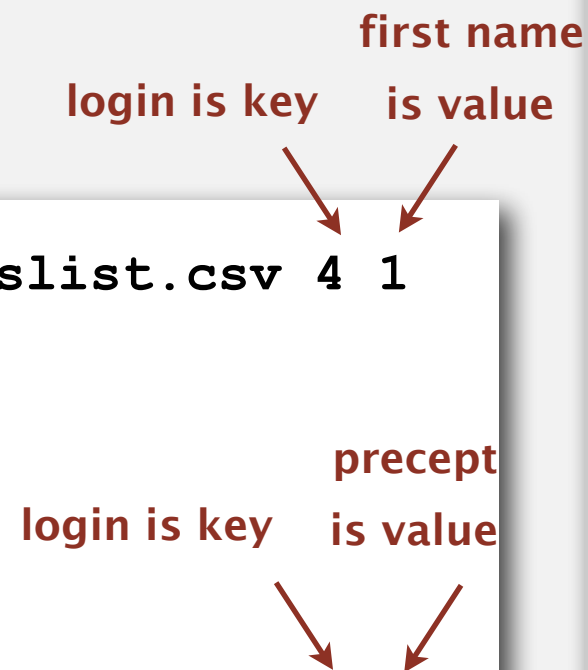 first name
login is key is value
slist.csv 4 1
precept
login is key is value